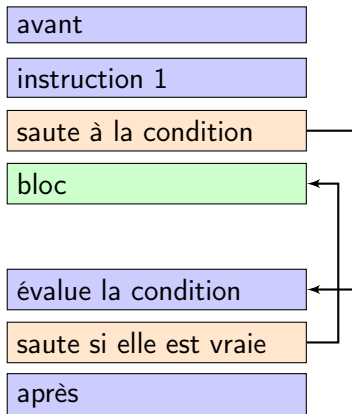 avant
instruction 1
saute à la condition
bloc
évalue la condition
saute si elle est vraie
après